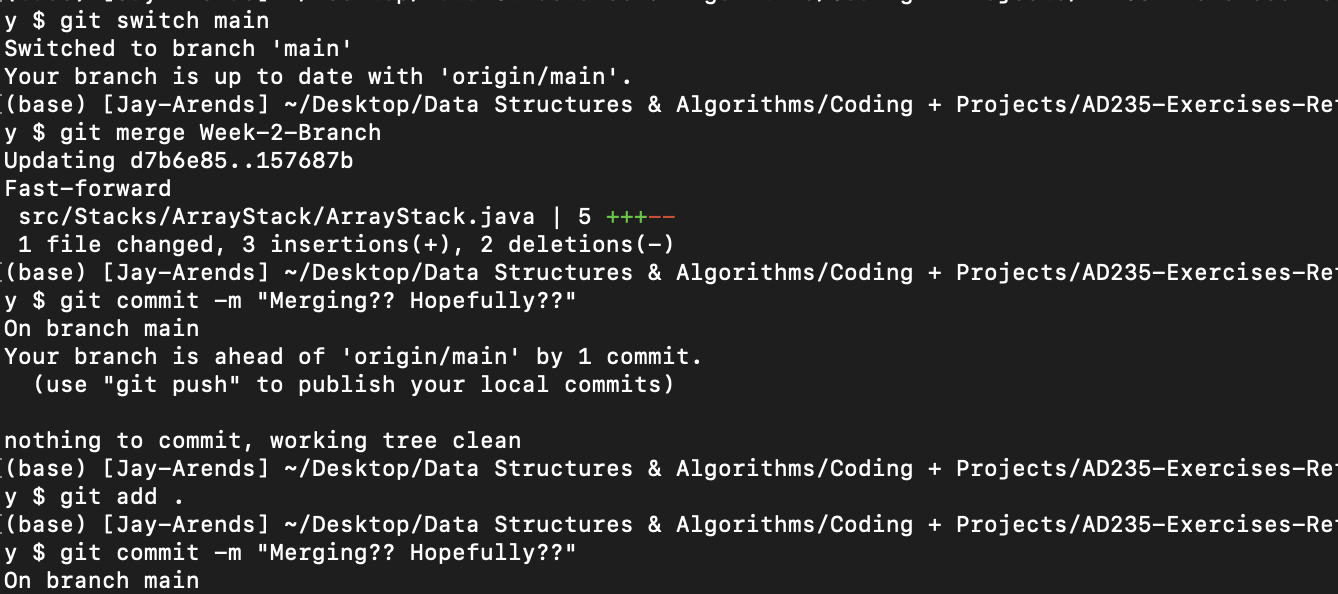 y $ git switch main
Switched to branch 'main'
Your branch is up to date with 'origin/main'.
(base) [Jay-Arends] ~/Desktop/Data Structures & Algorithms/Coding + Projects/AD235-Exercises-Re
y $ git merge Week-2-Branch
Updating d7b6e85..157687b
Fast-forward
 src/Stacks/ArrayStack/ArrayStack.java | 5 +++--
 1 file changed, 3 insertions(+), 2 deletions(-)
(base) [Jay-Arends] ~/Desktop/Data Structures & Algorithms/Coding + Projects/AD235-Exercises-Re
y $ git commit -m "Merging?? Hopefully??"
On branch main
Your branch is ahead of 'origin/main' by 1 commit.
  (use "git push" to publish your local commits)

nothing to commit, working tree clean
(base) [Jay-Arends] ~/Desktop/Data Structures & Algorithms/Coding + Projects/AD235-Exercises-Re
y $ git add .
(base) [Jay-Arends] ~/Desktop/Data Structures & Algorithms/Coding + Projects/AD235-Exercises-Re
y $ git commit -m "Merging?? Hopefully??"
On branch main